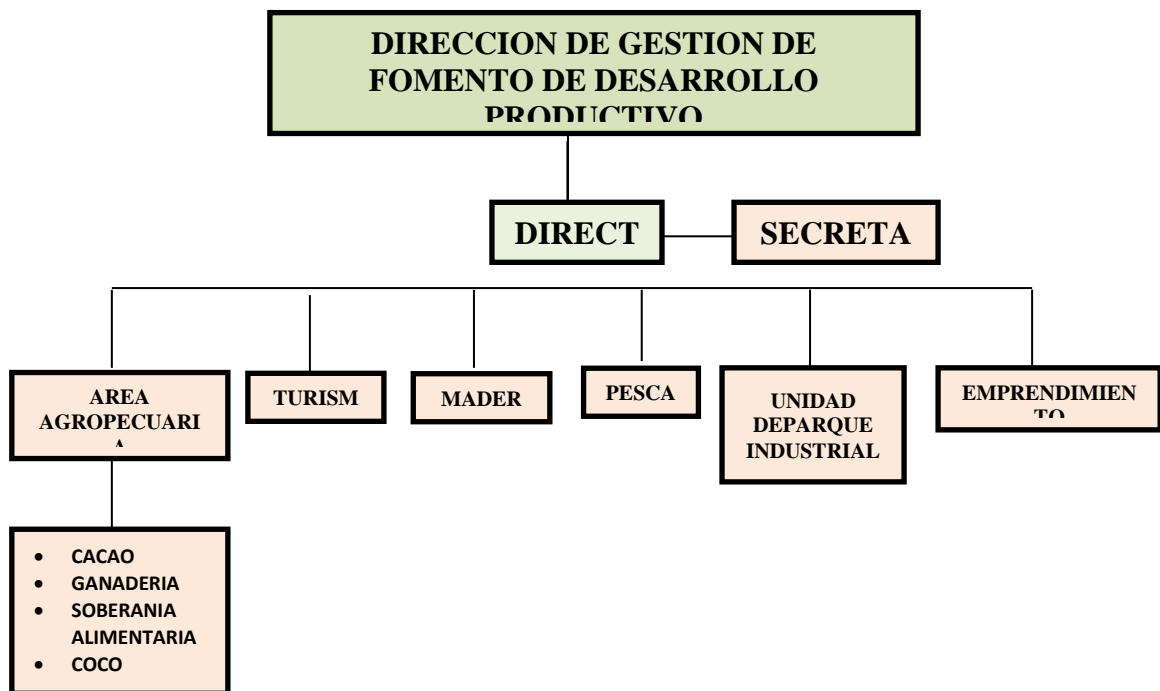 DIRECCION DE GESTION DE
FOMENTO DE DESARROLLO
PRODUCTIVO
DIRECT
SECRETA
AREA
AGROPECUARI
A
TURISM
MADER
PESCA
UNIDAD
DEPARQUE
INDUSTRIAL
EMPRENDIMIEN
TO
• CACAO
• GANADERIA
• SOBERANIA
ALIMENTARIA
• COCO